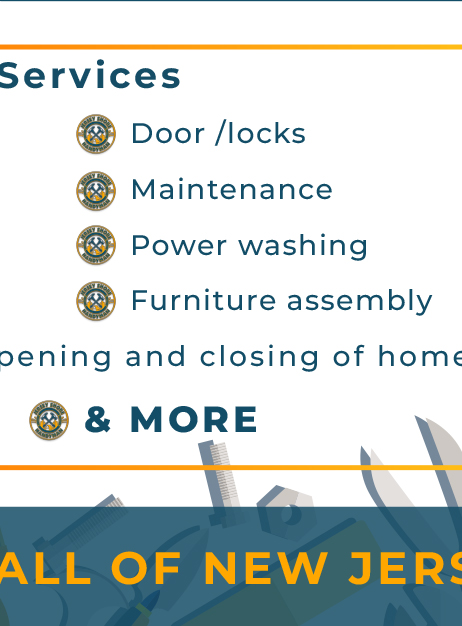 Services
Door /locks
Maintenance
Power washing
Furniture assembly
pening and closing of home
& MORE
ALL OF NEW JERS